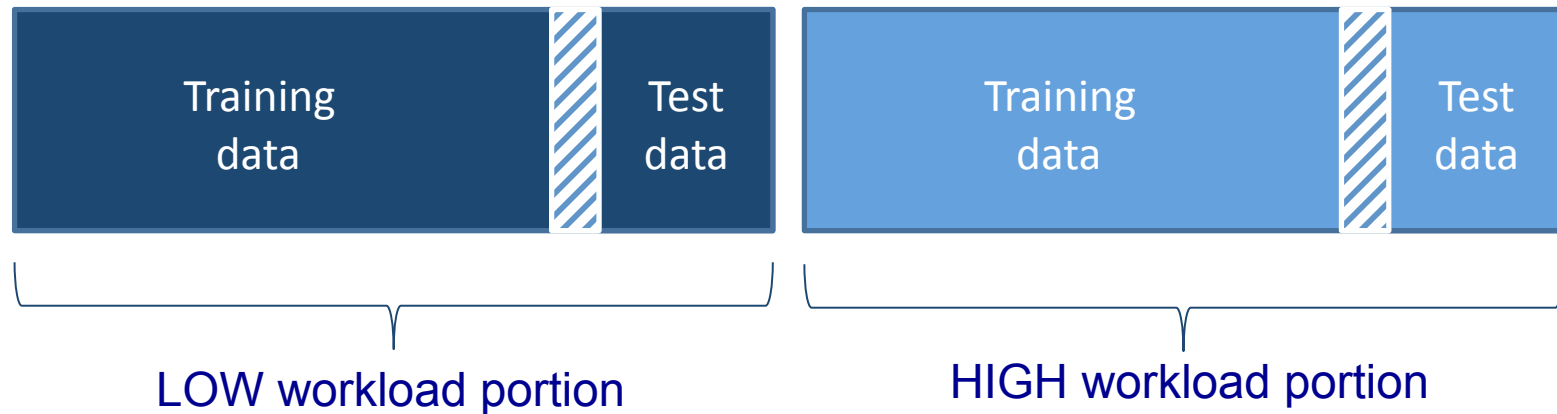 Training
data
Test
data
Training
data
Test
data
LOW workload portion
HIGH workload portion